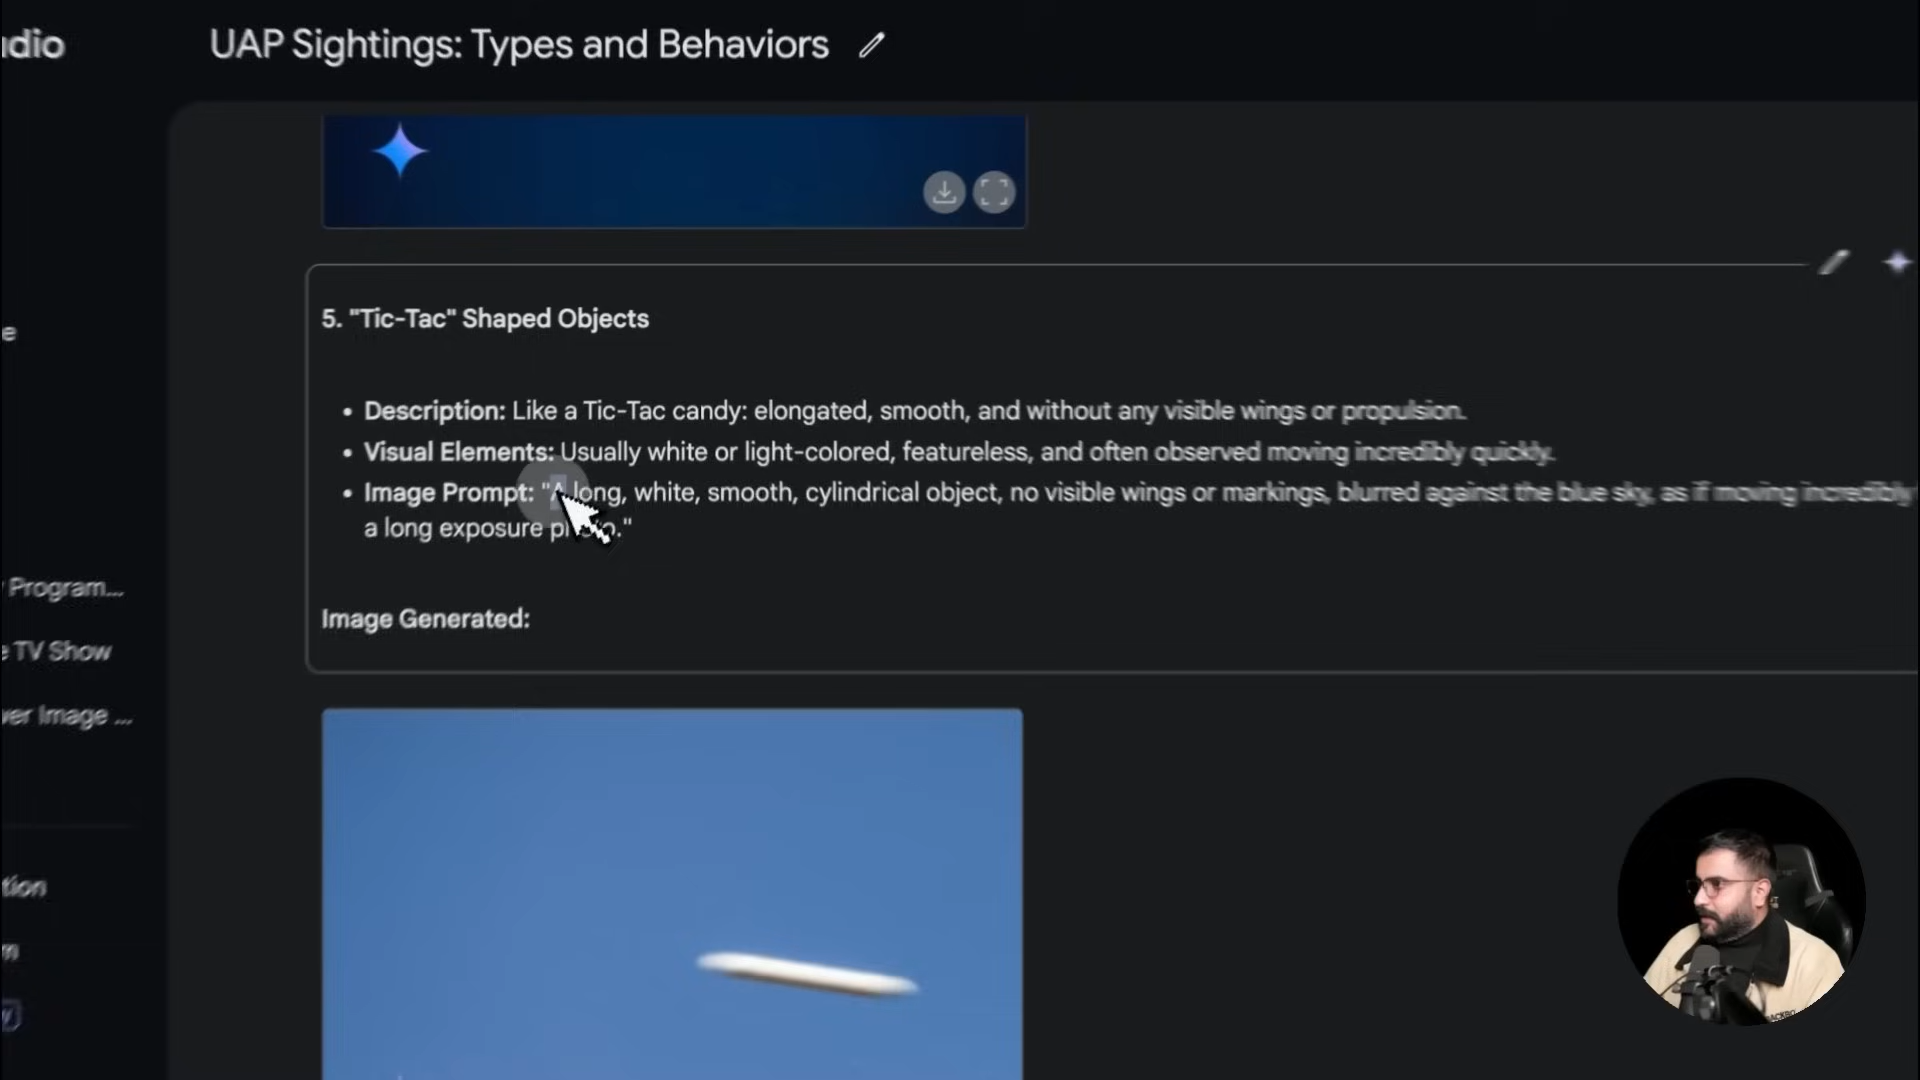 UAP Sightings: Types and Behaviors
5. "Tic-Tac" Shaped Objects
• Description: Like a Tic-Tac candy: elongated, smooth, and without any visible wings or propulsion.
• Visual Elements: Usually white or light-colored, featureless, and often observed moving incredibly quickly.
• Image Prompt: "A long, white, smooth, cylindrical object, no visible wings or markings, blurred against the blue sky, as if moving incredibly
a long exposure photo."
Program...
TV Show
Image ...
Image Generated: